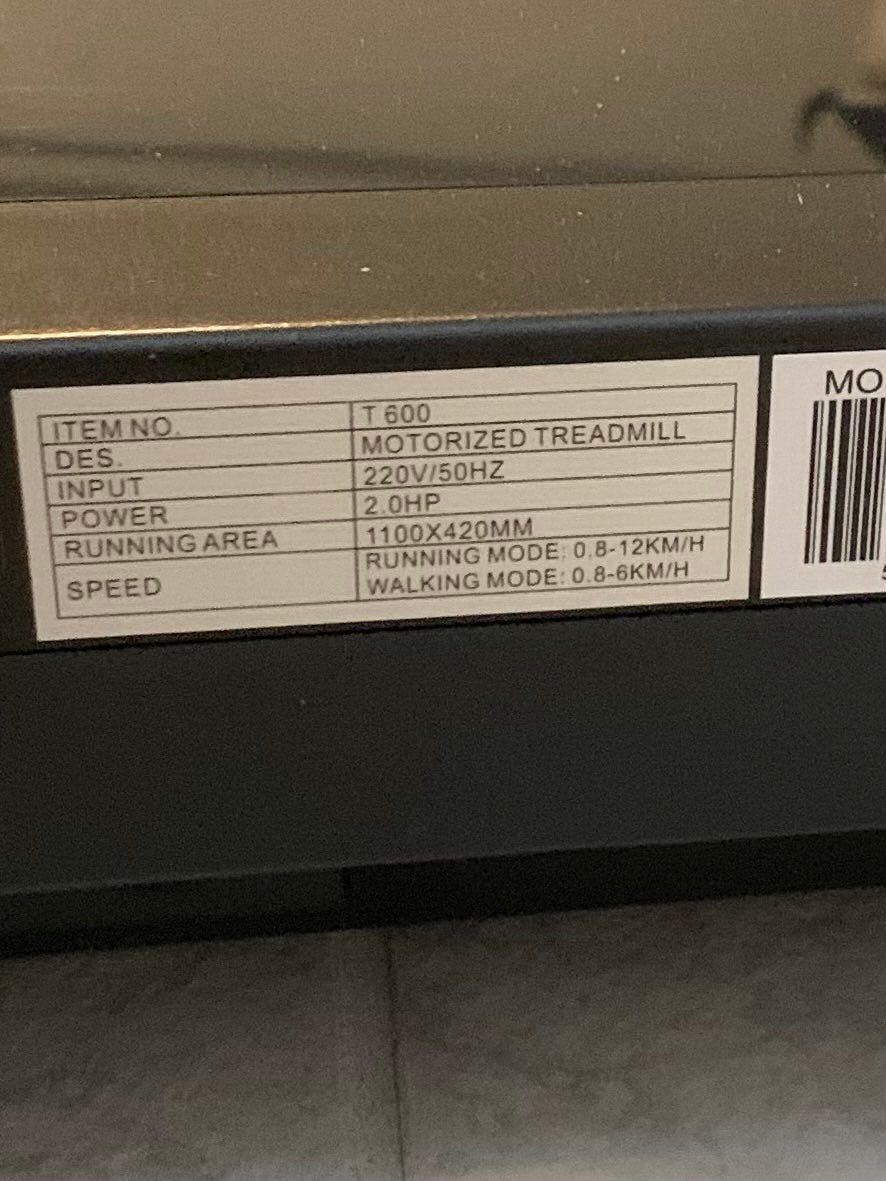 ITEM NO. T 600
DES. MOTORIZED TREADMILL
INPUT 220V/50HZ
POWER 2.0HP
RUNNING AREA 1100X420MM
SPEED RUNNING MODE: 0.8-12KM/H
WALKING MODE: 0.8-6KM/H
MO